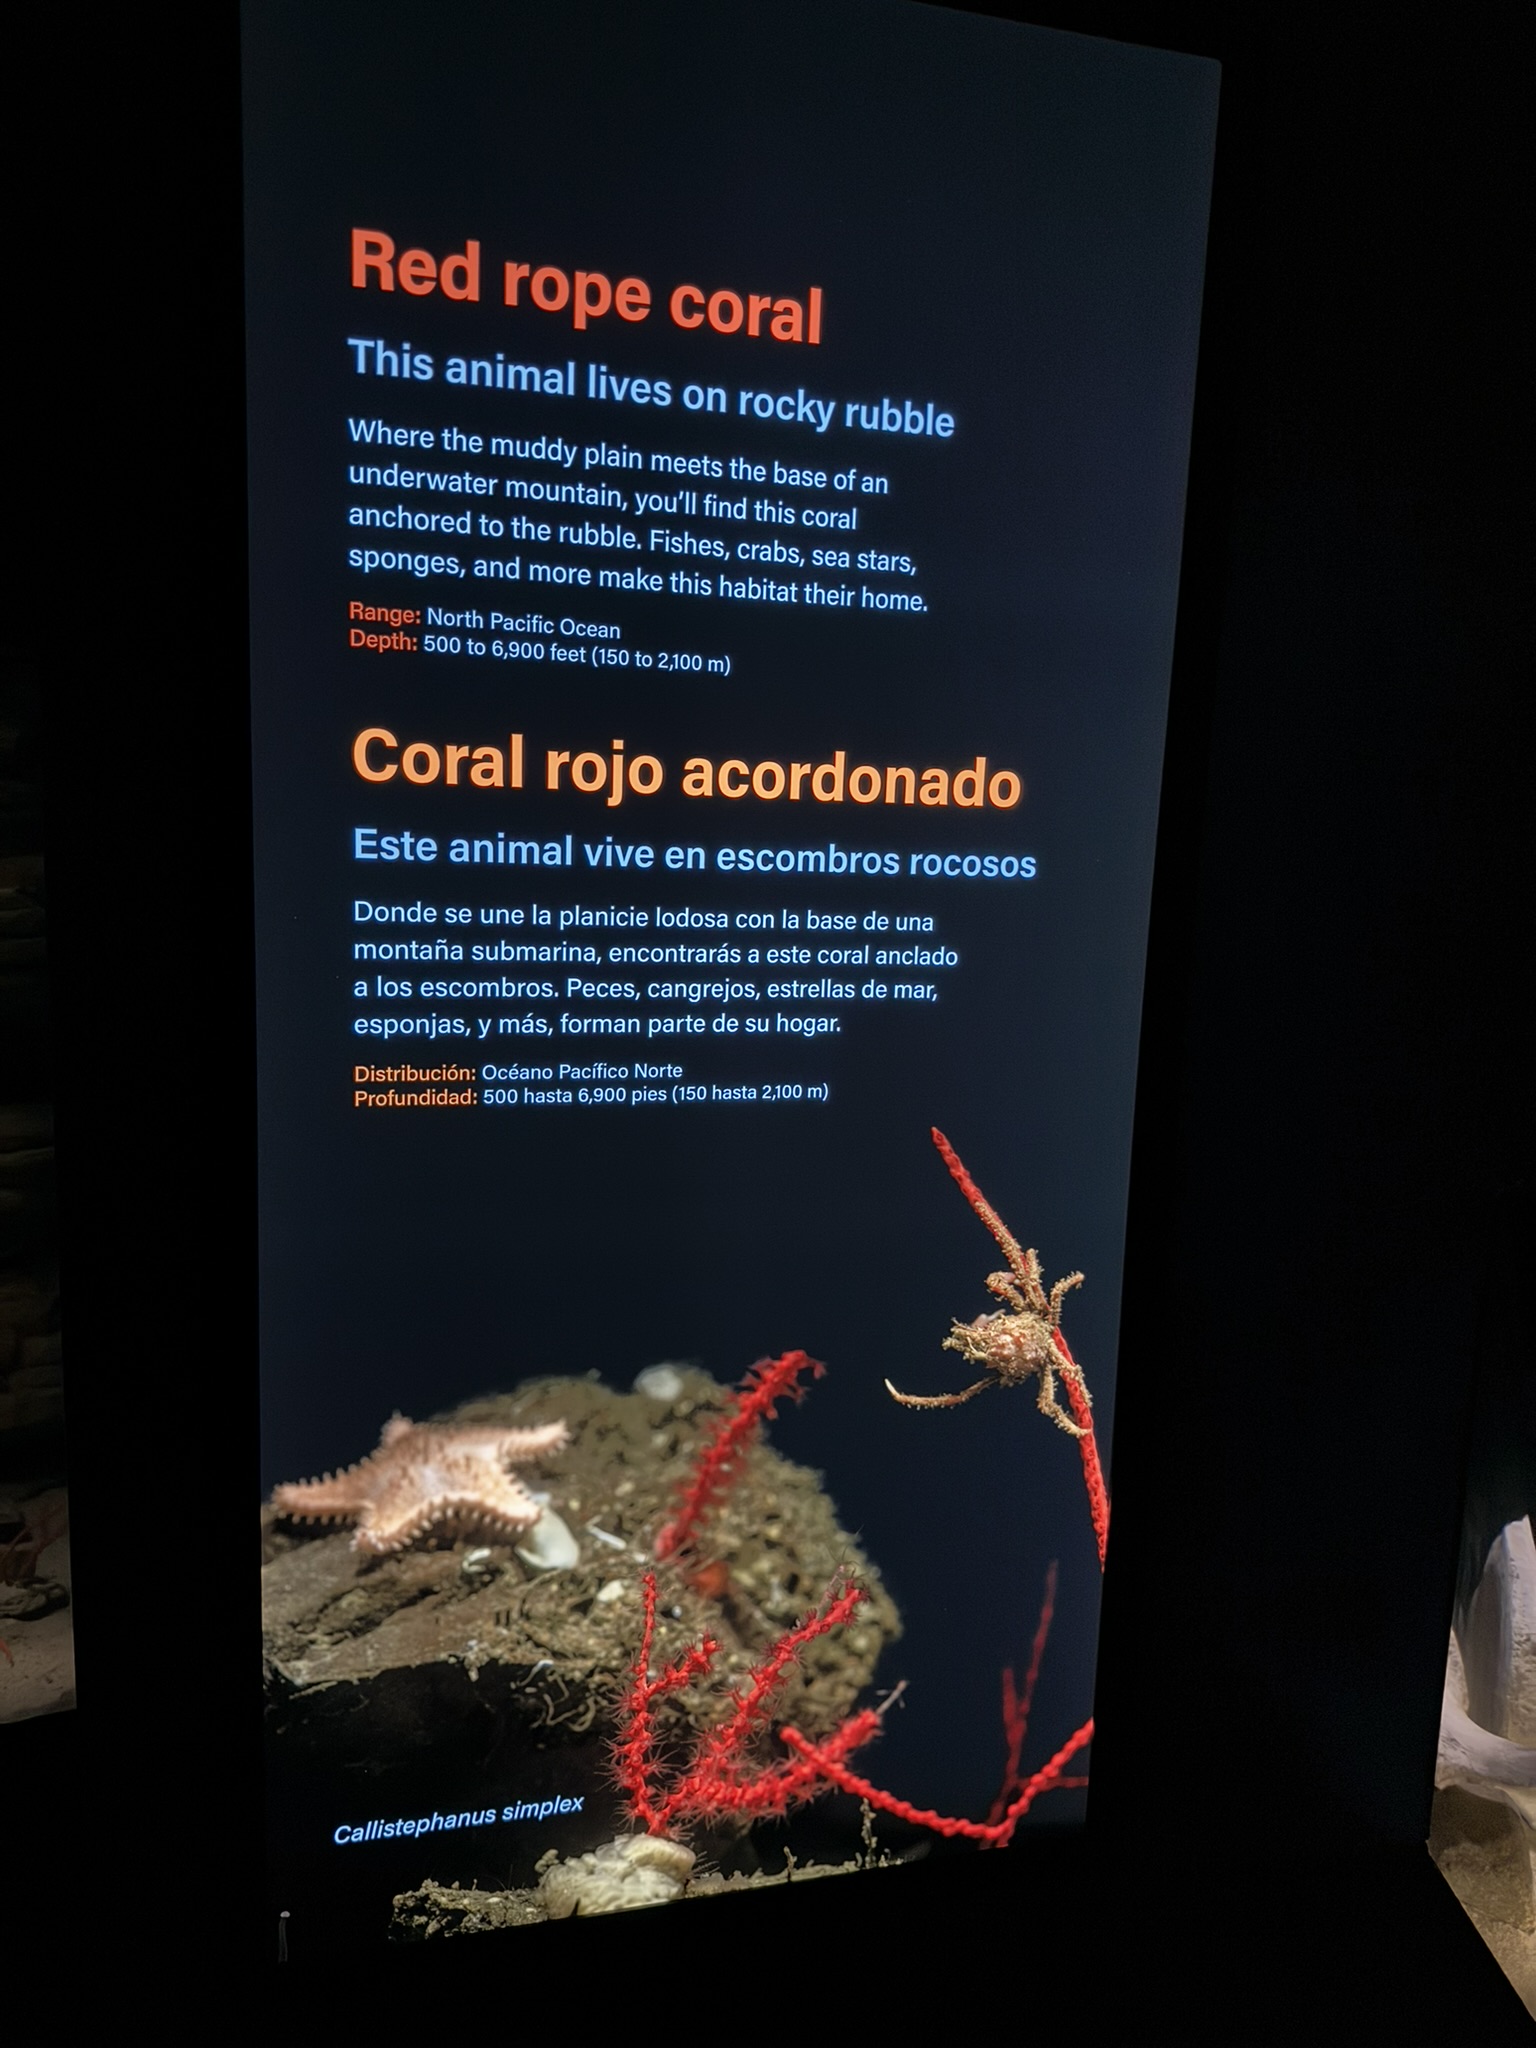 Red rope coral
This animal lives on rocky rubble
Where the muddy plain meets the base of an
underwater mountain, you’ll find this coral
anchored to the rubble. Fishes, crabs, sea stars,
sponges, and more make this habitat their home.
Range: North Pacific Ocean
Depth: 500 to 6,900 feet (150 to 2,100 m)
Coral rojo acordonado
Este animal vive en escombros rocosos
Donde se une la planicie lodosa con la base de una
montaña submarina, encontrarás a este coral anclado
a los escombros. Peces, cangrejos, estrellas de mar,
esponjas, y más, forman parte de su hogar.
Distribución: Océano Pacífico Norte
Profundidad: 500 hasta 6,900 pies (150 hasta 2,100 m)
Callistephanus simplex